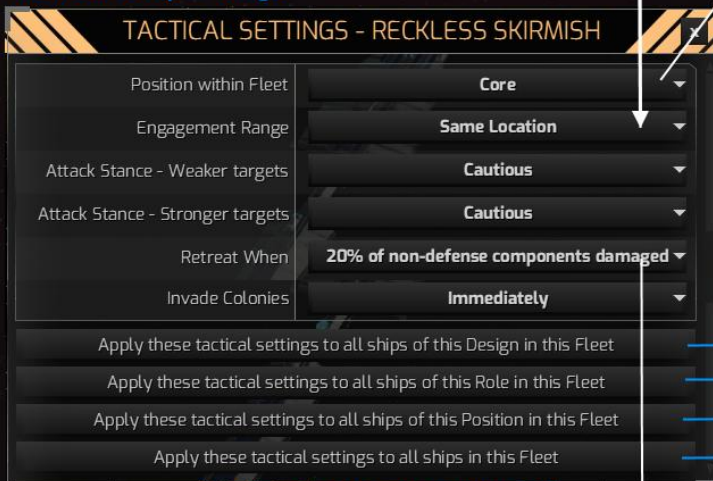 TACTICAL SETTINGS - RECKLESS SKIRMISH
x
Position within Fleet Core
Engagement Range Same Location
Attack Stance - Weaker targets Cautious
Attack Stance - Stronger targets Cautious
Retreat When 20% of non-defense components damaged
Invade Colonies Immediately
Apply these tactical settings to all ships of this Design in this Fleet
Apply these tactical settings to all ships of this Role in this Fleet
Apply these tactical settings to all ships of this Position in this Fleet
Apply these tactical settings to all ships in this Fleet